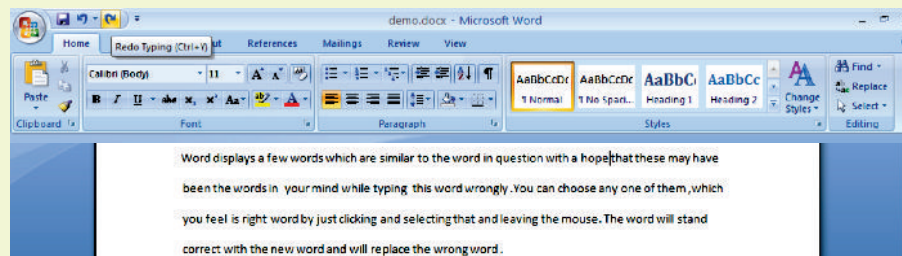 demo.docx - Microsoft Word
Home References Mailings Review View
Redo Typing (Ctrl+Y)
Calibri (Body) 11
Paste
B I U abc x, x' Aa A
AaBbCcDc AaBbCcDc AaBbC AaBbCc
¶ Normal ¶ No Spaci... Heading 1 Heading 2
Change Styles
Find
Replace
Select
Clipboard Font Paragraph Styles Editing
Word displays a few words which are similar to the word in question with a hope that these may have
been the words in your mind while typing this word wrongly .You can choose any one of them ,which
you feel is right word by just clicking and selecting that and leaving the mouse. The word will stand
correct with the new word and will replace the wrong word .